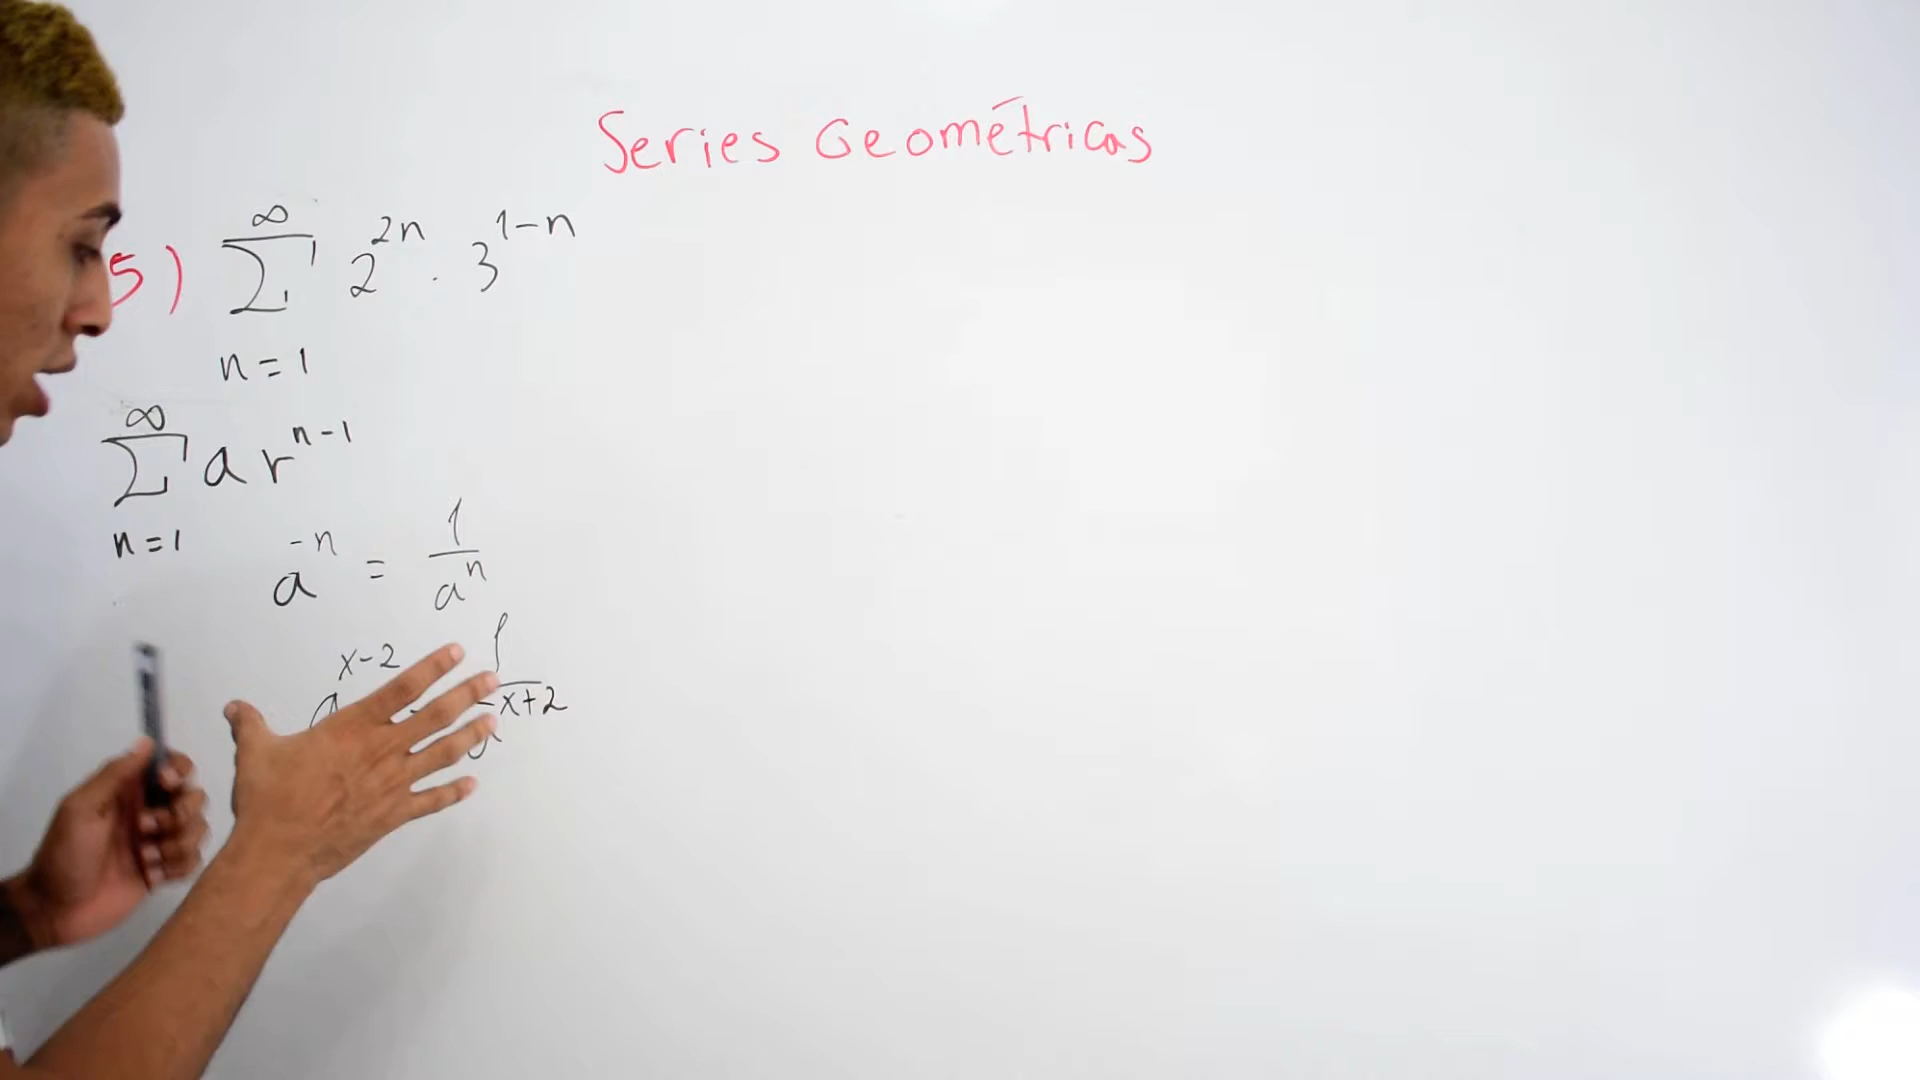 Series Geométricas
5) ∞ Σ n=1 2^{2n} · 3^{1-n}
∞ Σ n=1 a r^{n-1}
a^{-n} = 1/a^n
a^{x-2} = 1/a^{-x+2}